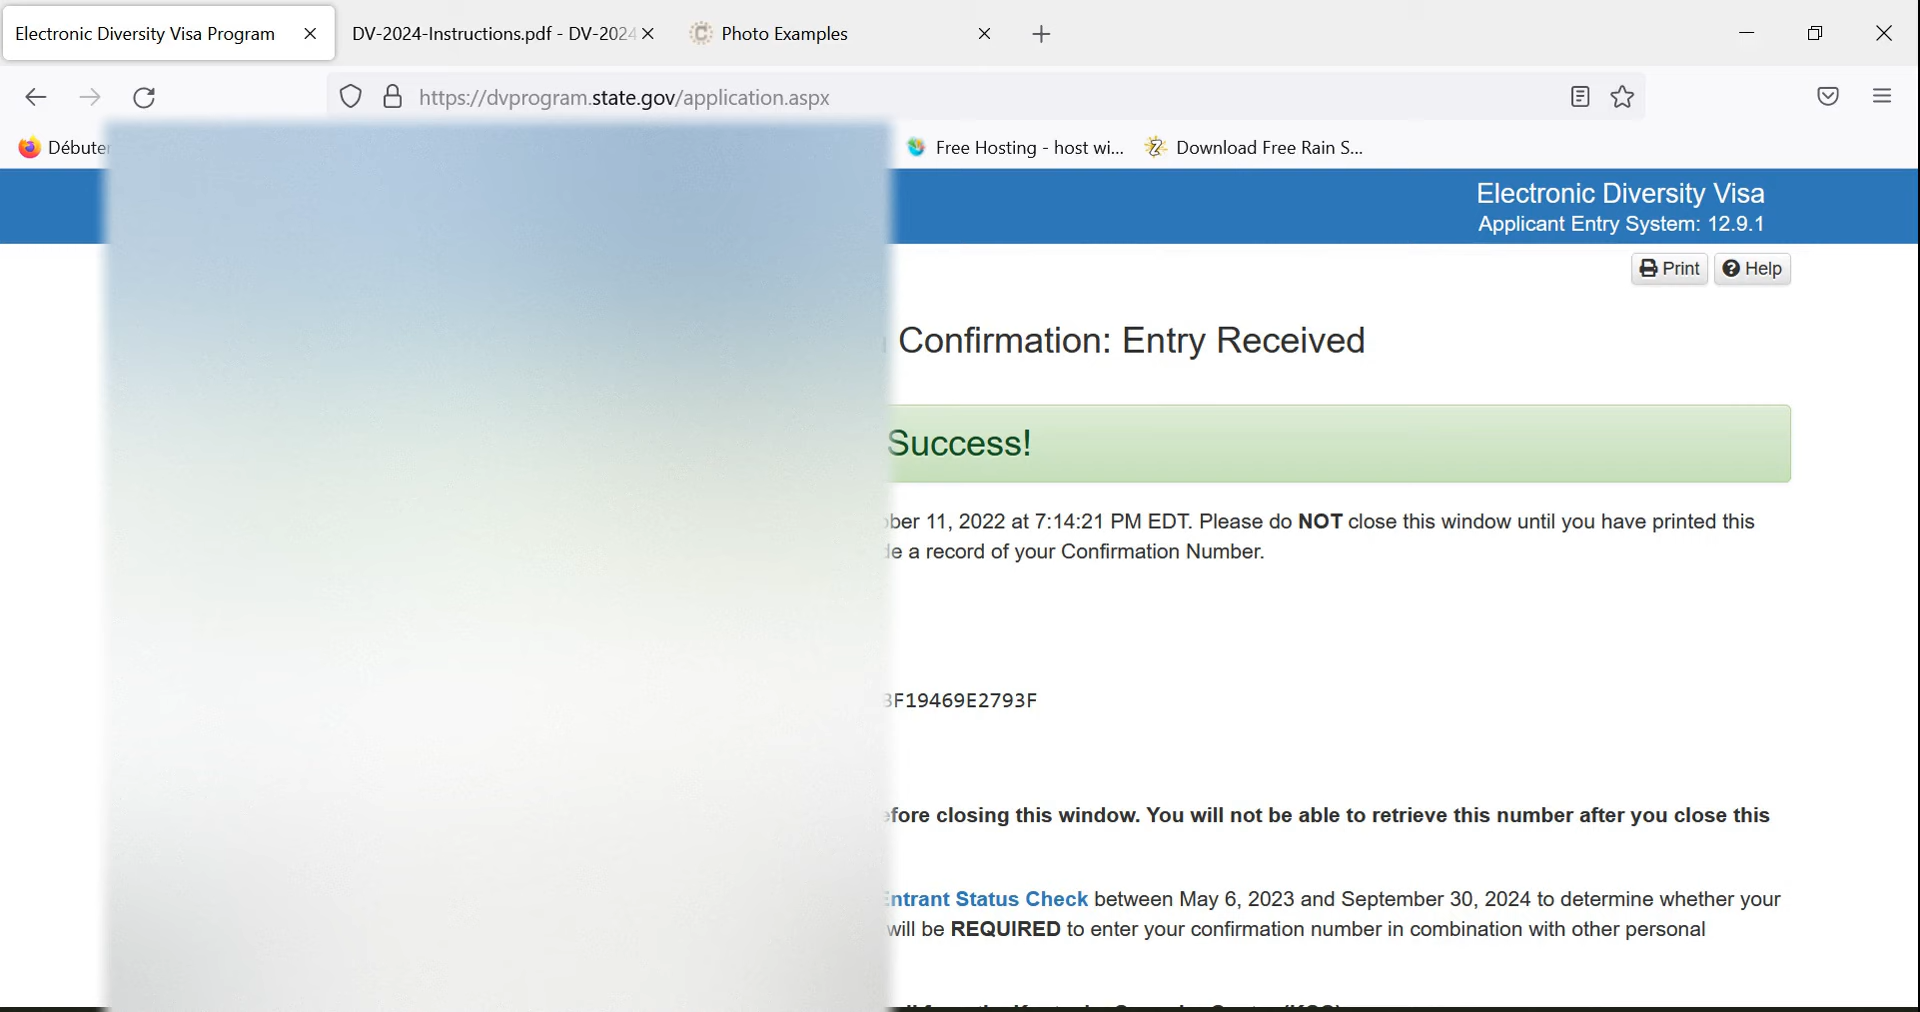 Electronic Diversity Visa Program
DV-2024-Instructions.pdf - DV-2024
Photo Examples
https://dvprogram.state.gov/application.aspx
Free Hosting - host wi...
Download Free Rain S...
Electronic Diversity Visa
Applicant Entry System: 12.9.1
Print
Help
Confirmation: Entry Received
Success!
11, 2022 at 7:14:21 PM EDT. Please do NOT close this window until you have printed this
a record of your Confirmation Number.
F19469E2793F
closing this window. You will not be able to retrieve this number after you close this
Entrant Status Check between May 6, 2023 and September 30, 2024 to determine whether your
will be REQUIRED to enter your confirmation number in combination with other personal